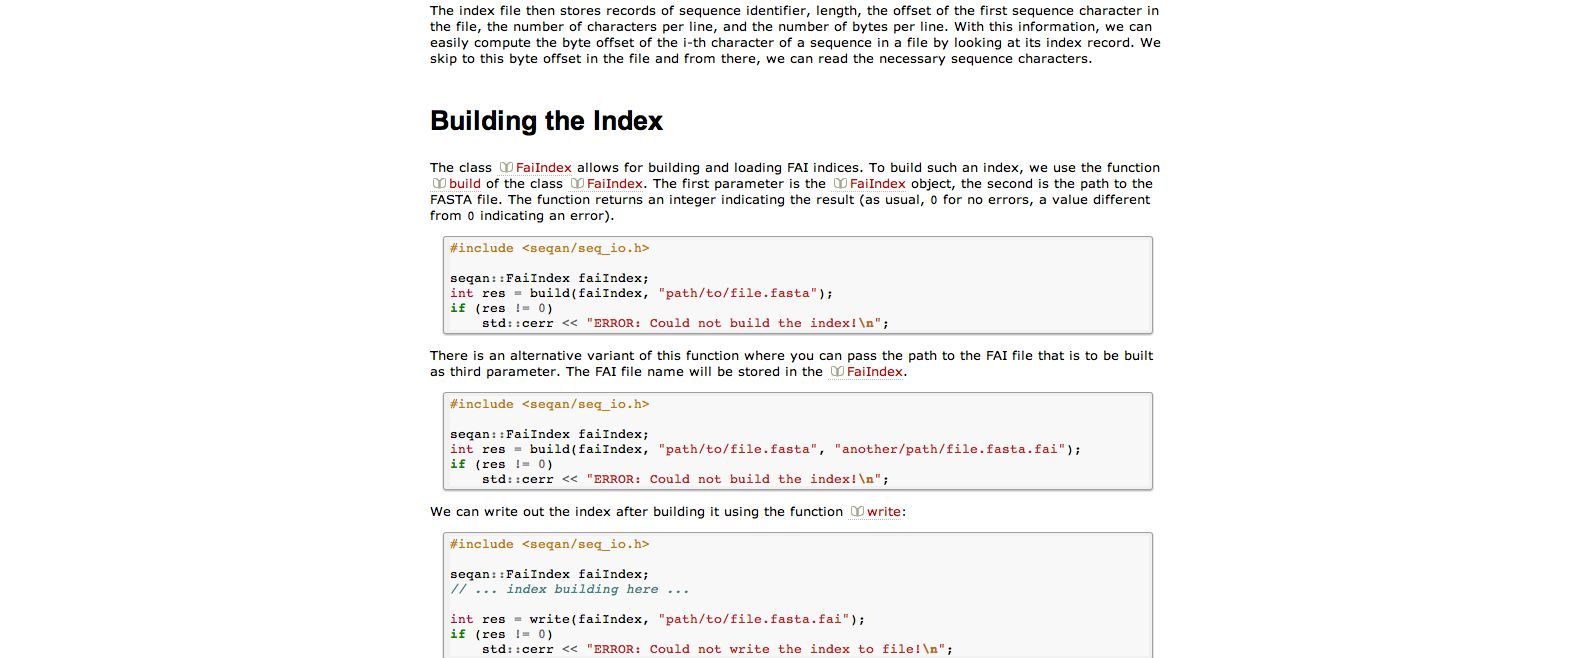 The index file then stores records of sequence identifier, length, the offset of the first sequence character in
the file, the number of characters per line, and the number of bytes per line. With this information, we can
easily compute the byte offset of the i-th character of a sequence in a file by looking at its index record. We
skip to this byte offset in the file and from there, we can read the necessary sequence characters.
Building the Index
The class FaiIndex allows for building and loading FAI indices. To build such an index, we use the function
build of the class FaiIndex. The first parameter is the FaiIndex object, the second is the path to the
FASTA file. The function returns an integer indicating the result (as usual, 0 for no errors, a value different
from 0 indicating an error).
#include <seqan/seq_io.h>
seqan::FaiIndex faiIndex;
int res = build(faiIndex, "path/to/file.fasta");
if (res != 0)
    std::cerr << "ERROR: Could not build the index!\n";
There is an alternative variant of this function where you can pass the path to the FAI file that is to be built
as third parameter. The FAI file name will be stored in the FaiIndex.
#include <seqan/seq_io.h>
seqan::FaiIndex faiIndex;
int res = build(faiIndex, "path/to/file.fasta", "another/path/file.fasta.fai");
if (res != 0)
    std::cerr << "ERROR: Could not build the index!\n";
We can write out the index after building it using the function write:
#include <seqan/seq_io.h>
seqan::FaiIndex faiIndex;
// ... index building here ...
int res = write(faiIndex, "path/to/file.fasta.fai");
if (res != 0)
    std::cerr << "ERROR: Could not write the index to file!\n";